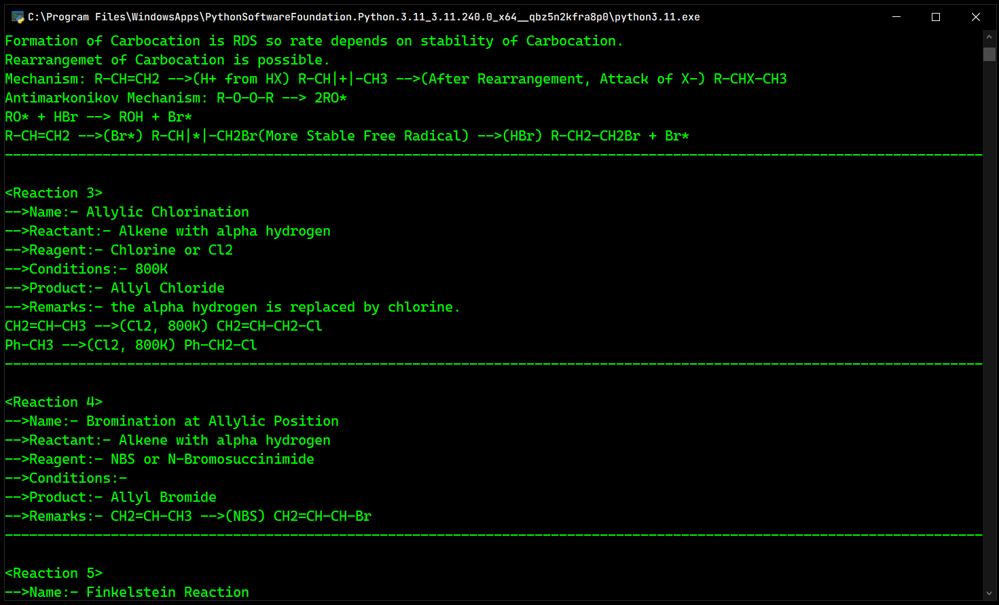 C:\Program Files\WindowsApps\PythonSoftwareFoundation.Python.3.11_3.11.240.0_x64__qbz5n2kfra8p0\python3.11.exe
Formation of Carbocation is RDS so rate depends on stability of Carbocation.
Rearrangemet of Carbocation is possible.
Mechanism: R-CH=CH2 -->(H+ from HX) R-CH|+|-CH3 -->(After Rearrangement, Attack of X-) R-CHX-CH3
Antimarkonikov Mechanism: R-O-O-R --> 2RO*
RO* + HBr --> ROH + Br*
R-CH=CH2 -->(Br*) R-CH|*|-CH2Br(More Stable Free Radical) -->(HBr) R-CH2-CH2Br + Br*
------------------------------------------------------------------------------------------------------------------------
<Reaction 3>
-->Name:- Allylic Chlorination
-->Reactant:- Alkene with alpha hydrogen
-->Reagent:- Chlorine or Cl2
-->Conditions:- 800K
-->Product:- Allyl Chloride
-->Remarks:- the alpha hydrogen is replaced by chlorine.
CH2=CH-CH3 -->(Cl2, 800K) CH2=CH-CH2-Cl
Ph-CH3 -->(Cl2, 800K) Ph-CH2-Cl
------------------------------------------------------------------------------------------------------------------------
<Reaction 4>
-->Name:- Bromination at Allylic Position
-->Reactant:- Alkene with alpha hydrogen
-->Reagent:- NBS or N-Bromosuccinimide
-->Conditions:-
-->Product:- Allyl Bromide
-->Remarks:- CH2=CH-CH3 -->(NBS) CH2=CH-CH-Br
------------------------------------------------------------------------------------------------------------------------
<Reaction 5>
-->Name:- Finkelstein Reaction